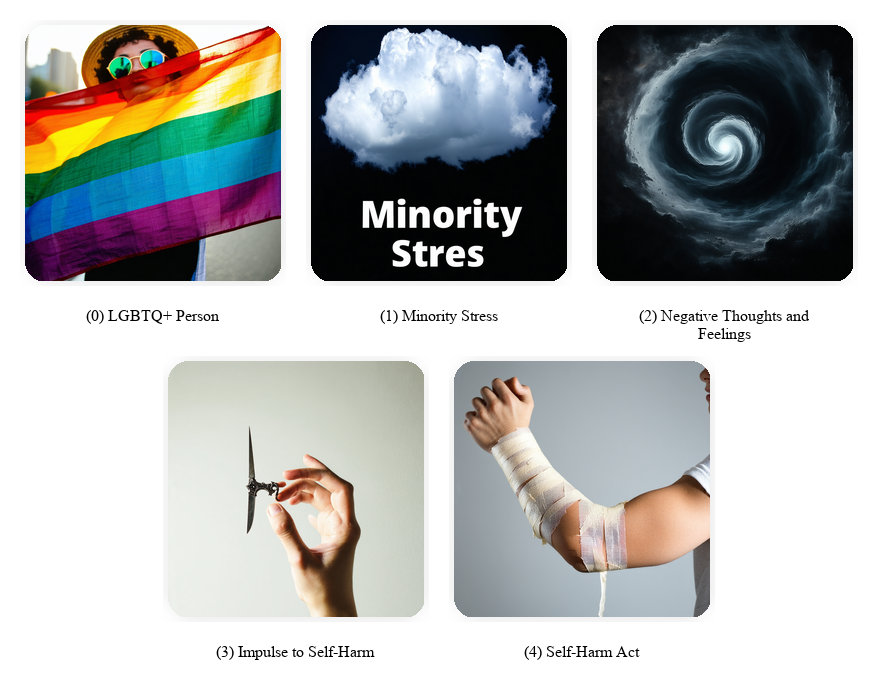 Minority
Stres
(0) LGBTQ+ Person
(1) Minority Stress
(2) Negative Thoughts and
Feelings
(3) Impulse to Self-Harm
(4) Self-Harm Act